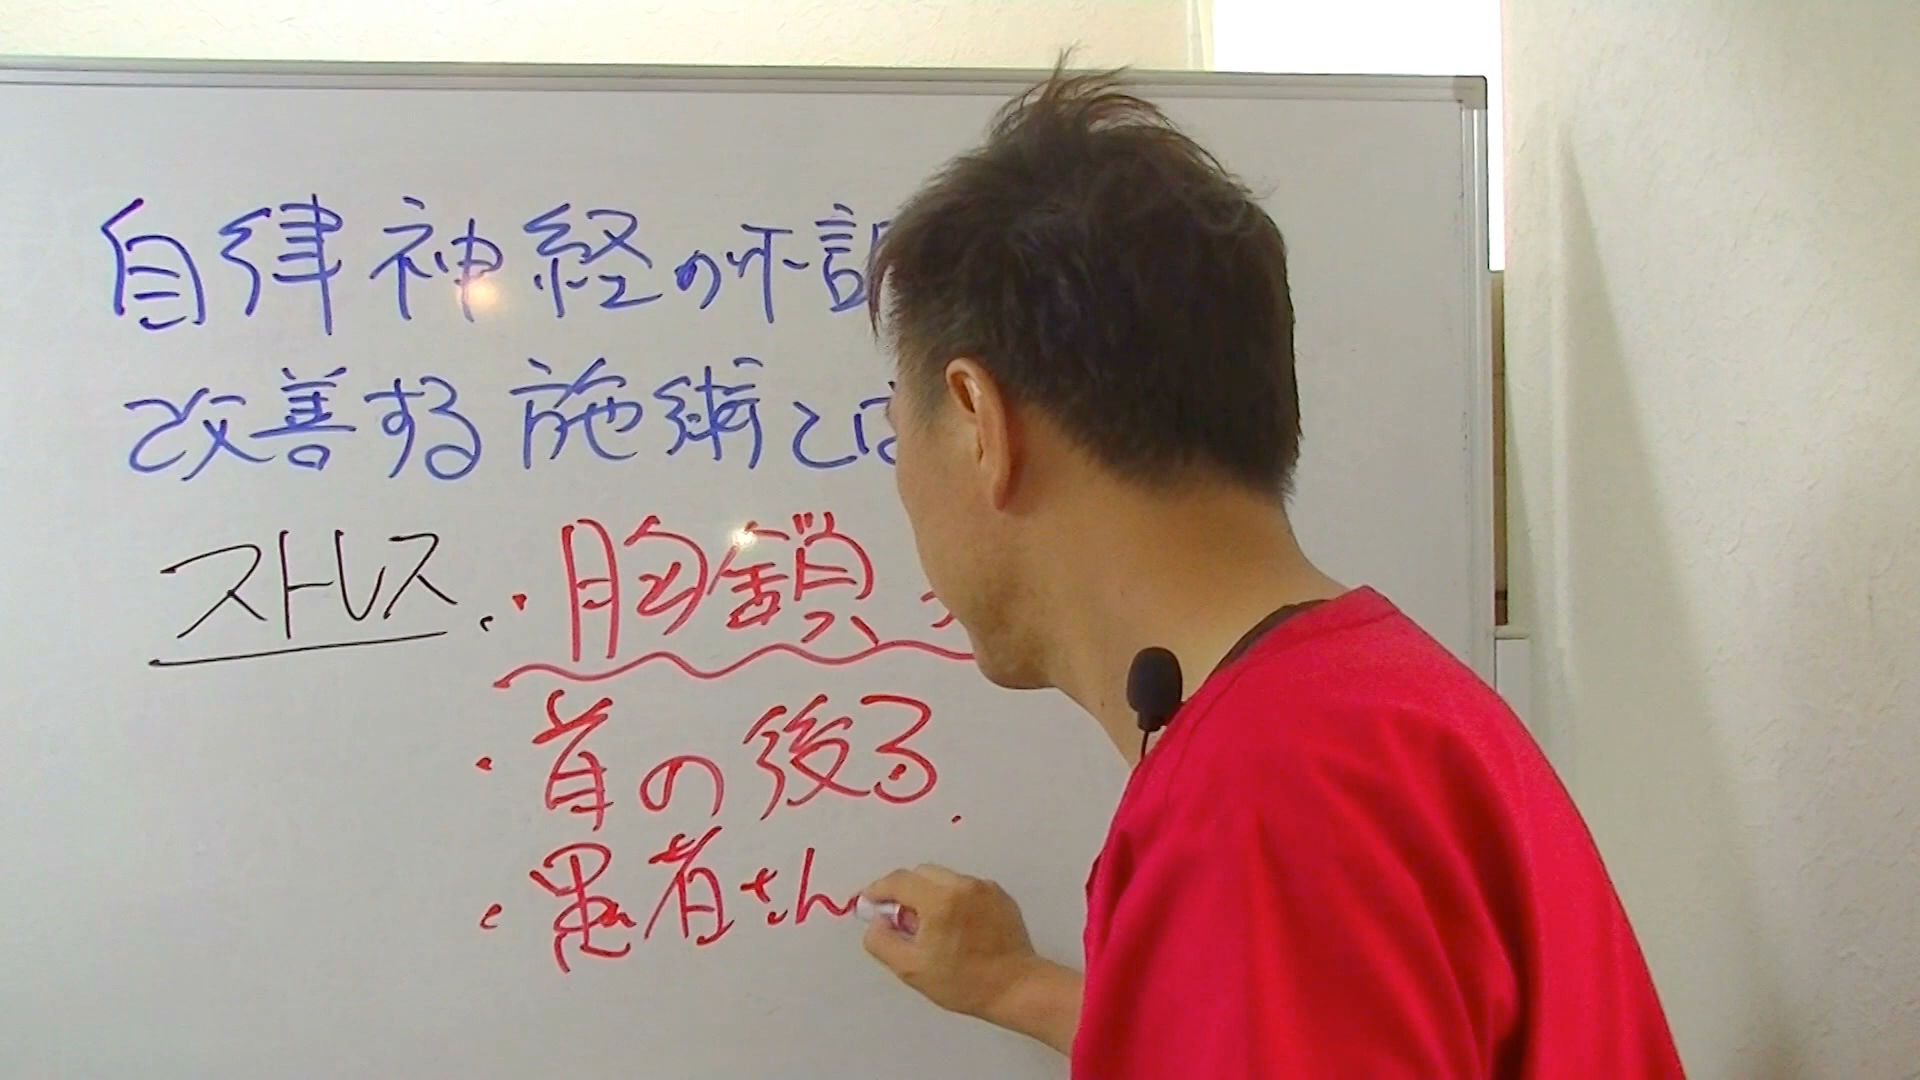 自律神経の不調
改善する施術とは
ストレス
・胸鎖
・首の後ろ
・患者さん